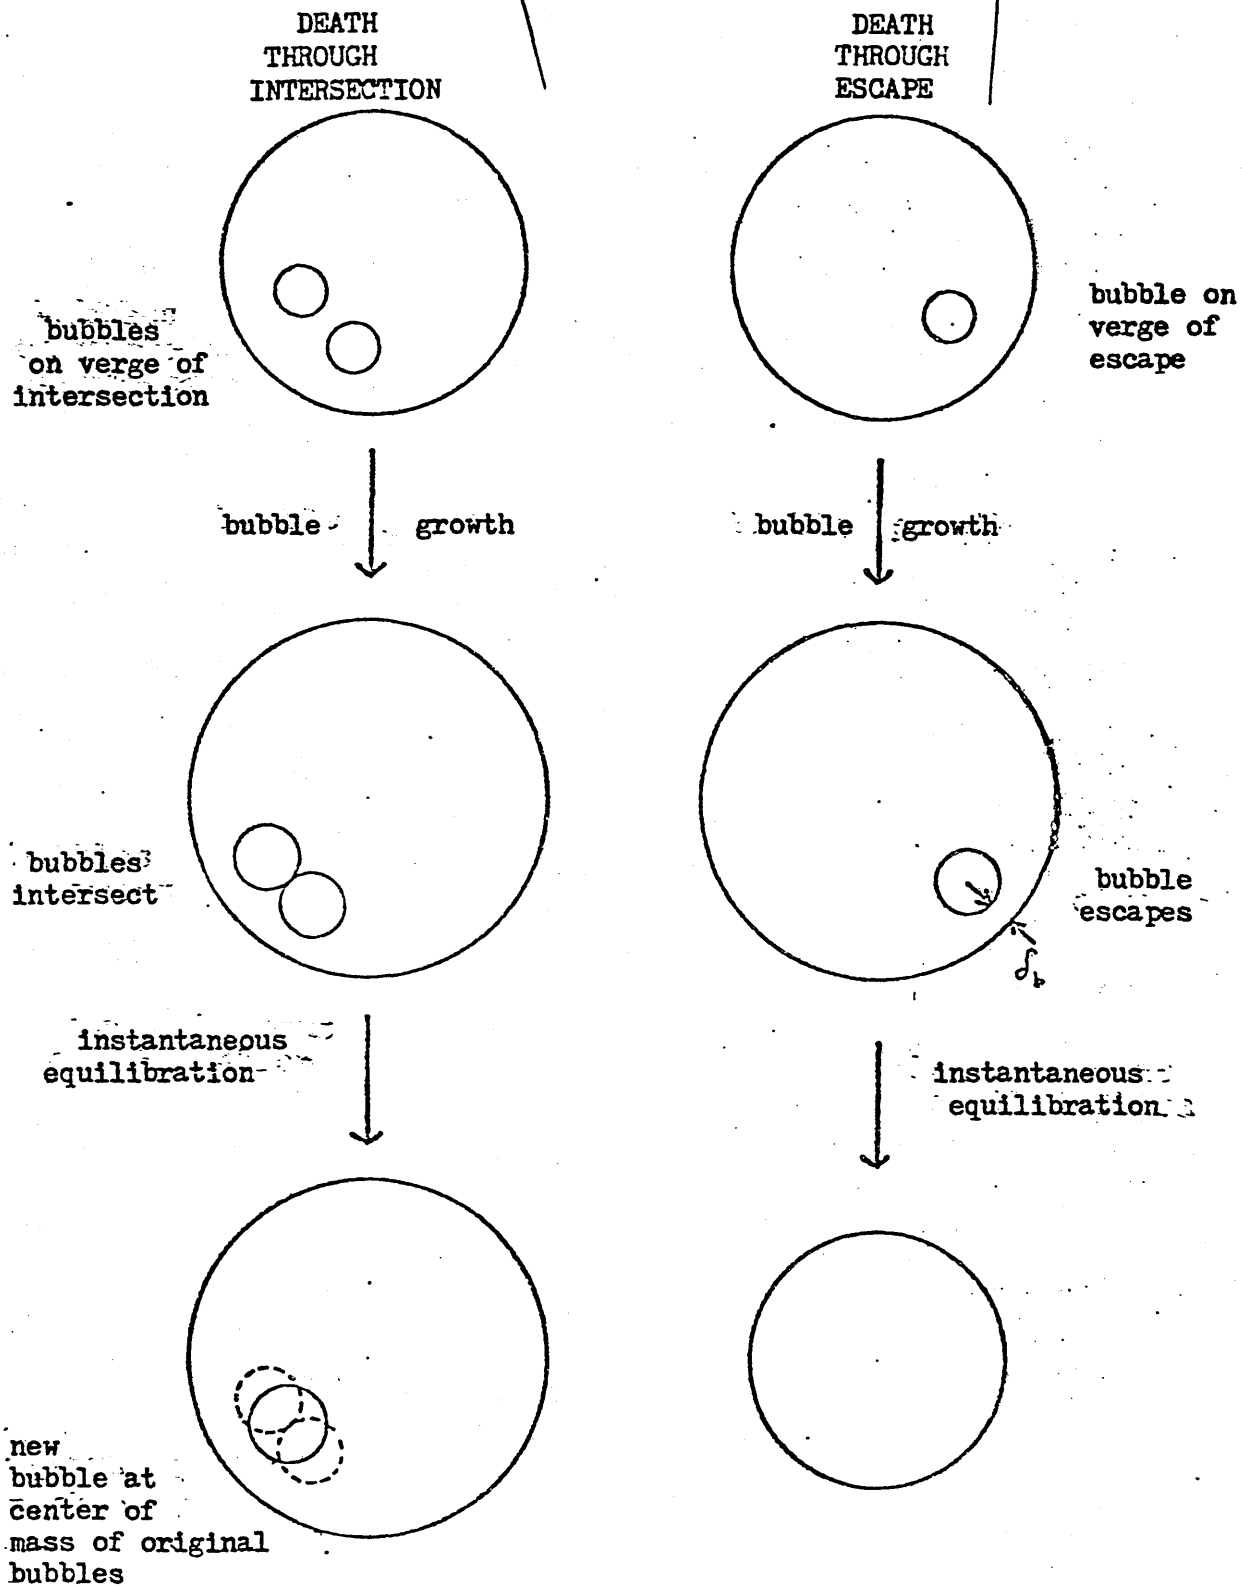 DEATH
THROUGH
INTERSECTION
bubbles
on verge of
intersection
bubble growth
bubbles
intersect
instantaneous
equilibration
new
bubble at
center of
mass of original
bubbles
DEATH
THROUGH
ESCAPE
bubble on
verge of
escape
bubble growth
bubble
escapes
δb
instantaneous
equilibration